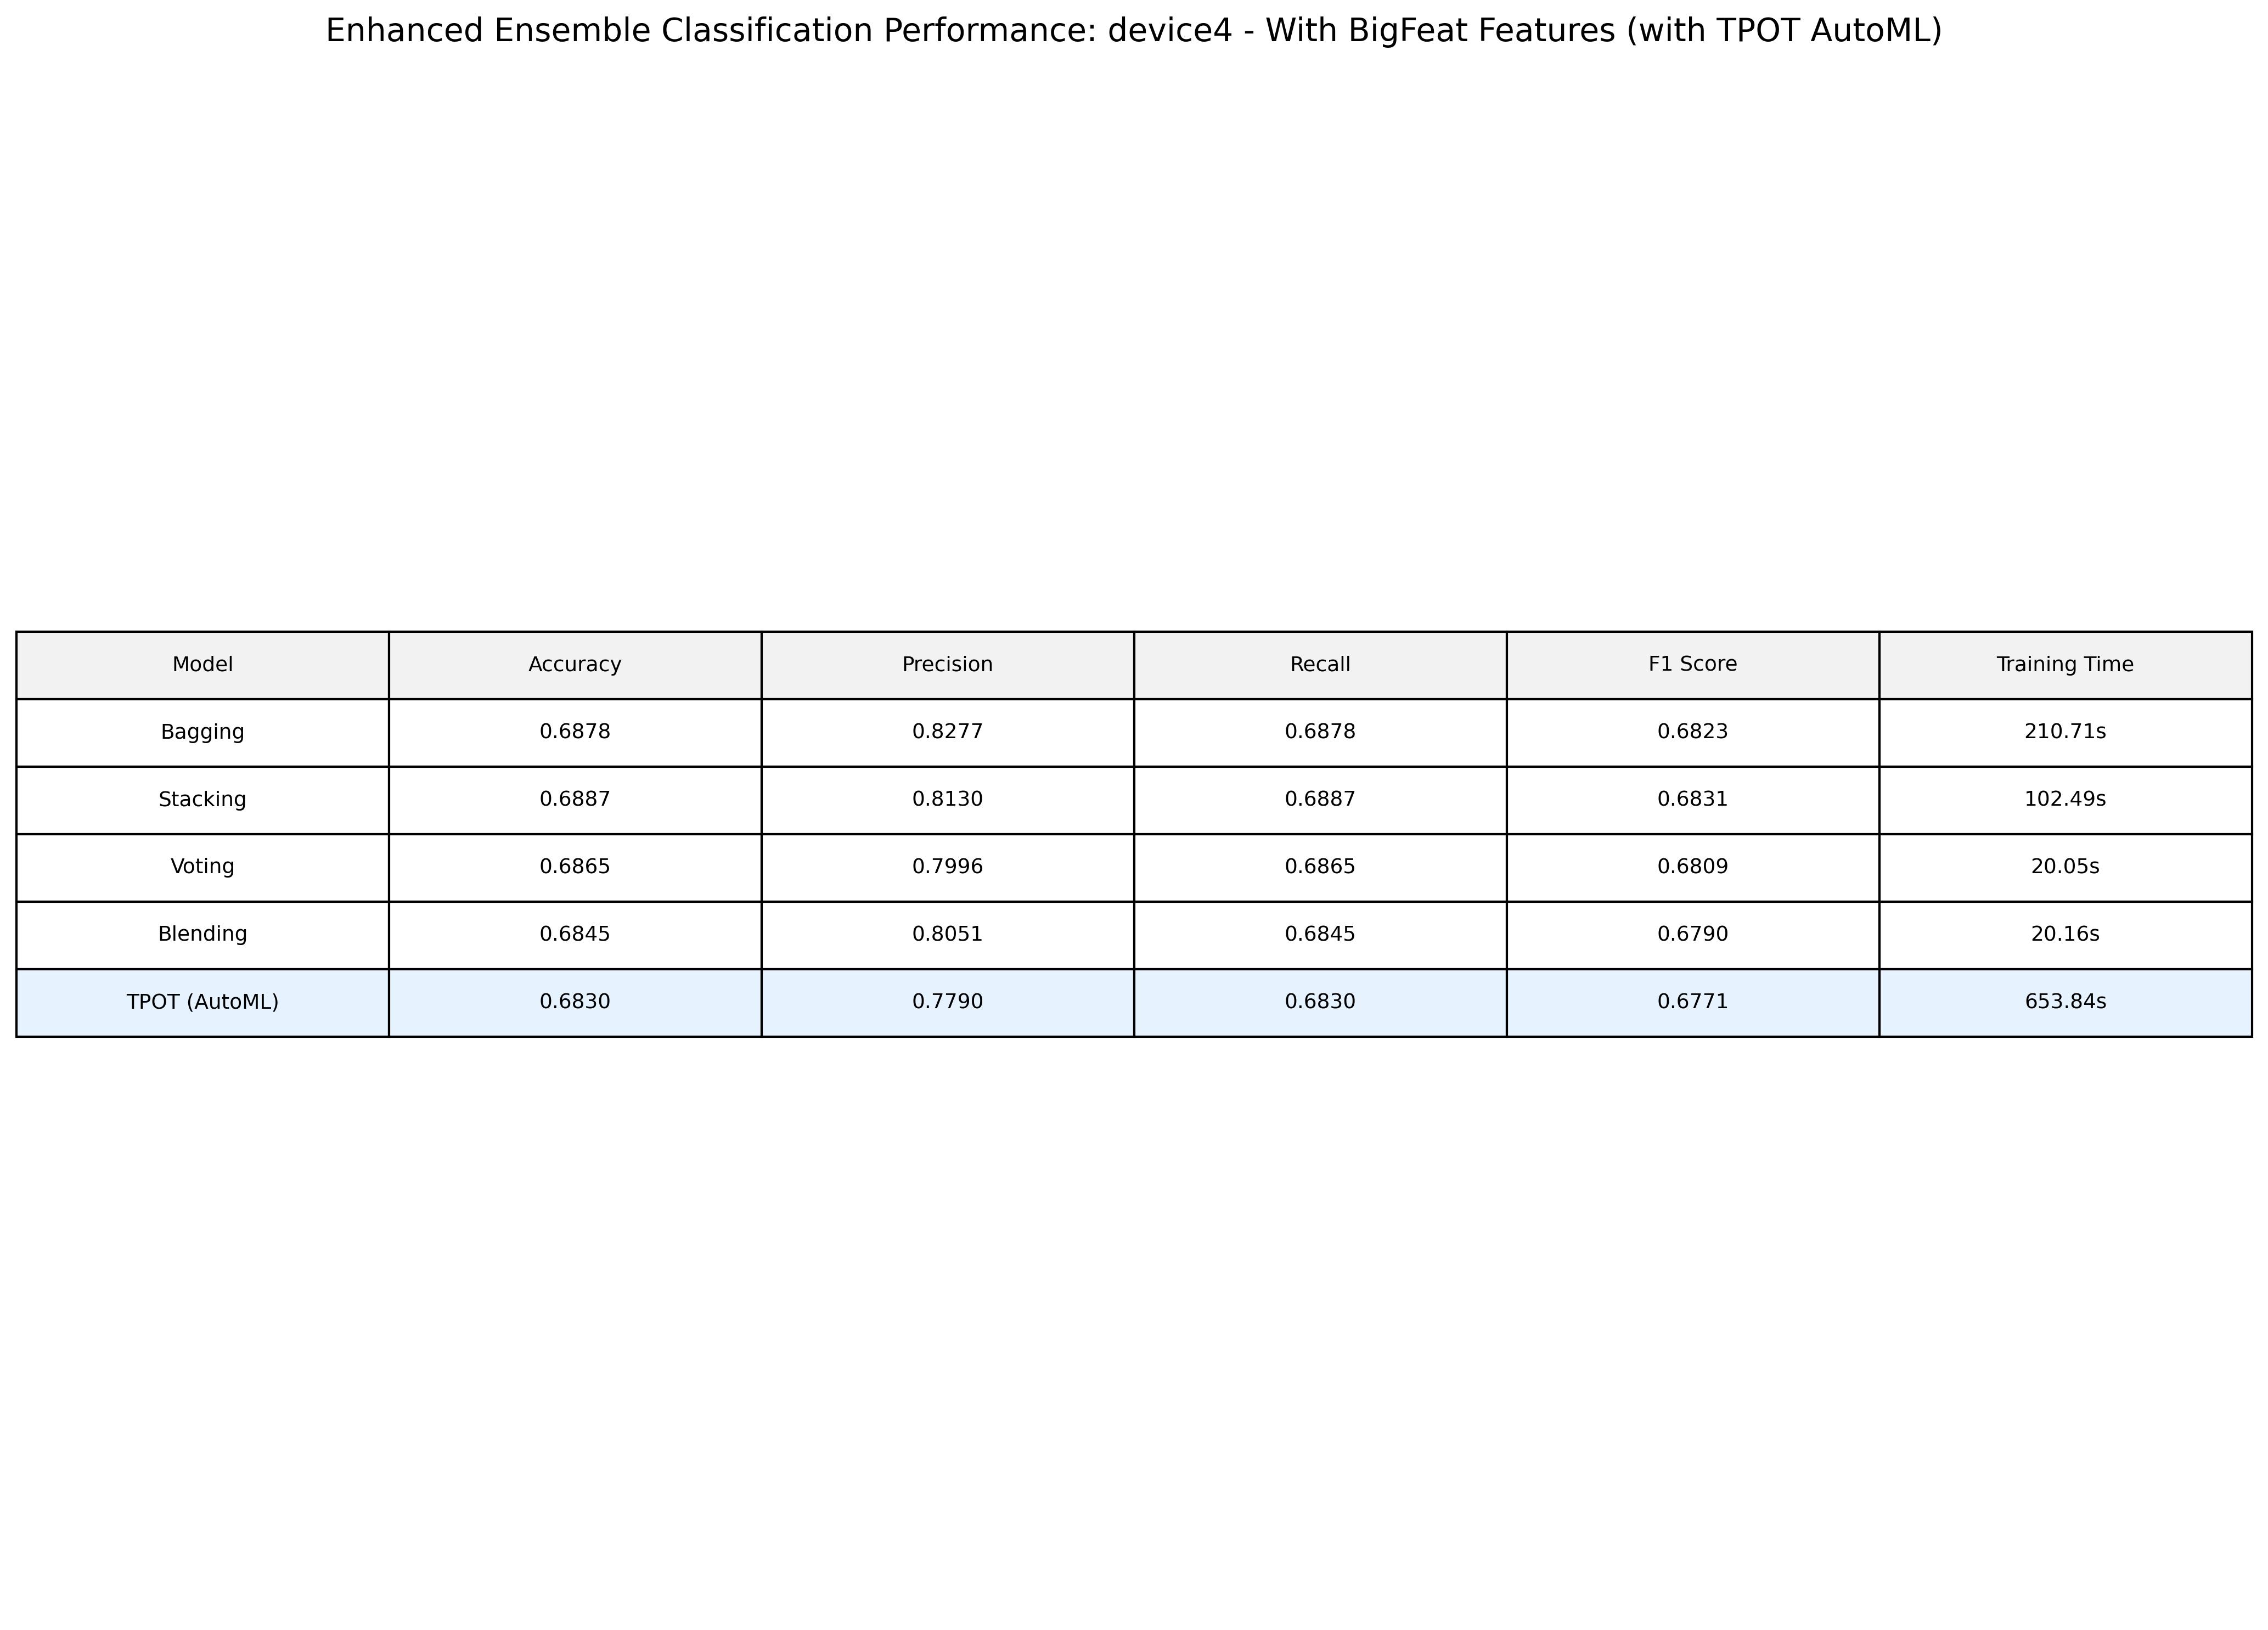 Enhanced Ensemble Classification Performance: device4 - With BigFeat Features (with TPOT AutoML)
Model Accuracy Precision Recall F1 Score Training Time
Bagging 0.6878 0.8277 0.6878 0.6823 210.71s
Stacking 0.6887 0.8130 0.6887 0.6831 102.49s
Voting 0.6865 0.7996 0.6865 0.6809 20.05s
Blending 0.6845 0.8051 0.6845 0.6790 20.16s
TPOT (AutoML) 0.6830 0.7790 0.6830 0.6771 653.84s